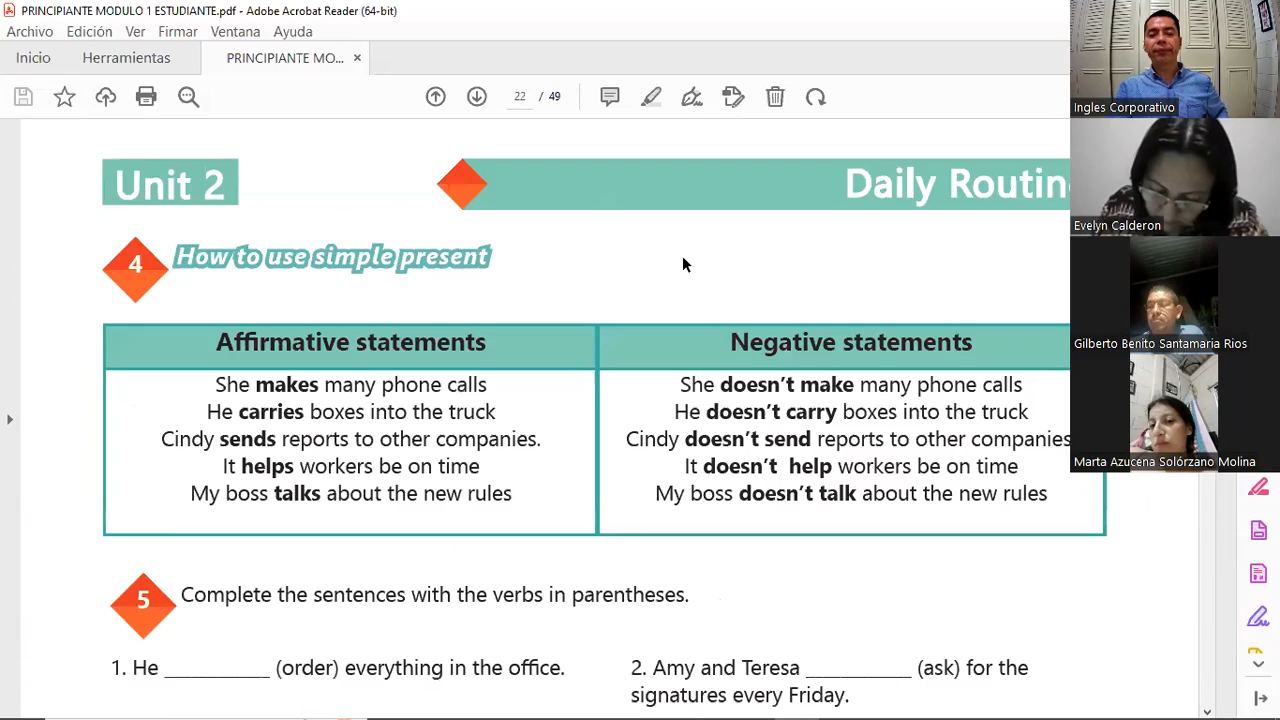 PRINCIPIANTE MODULO 1 ESTUDIANTE.pdf - Adobe Acrobat Reader (64-bit)
Archivo Edición Ver Firmar Ventana Ayuda
Inicio Herramientas PRINCIPIANTE MO... ×
22 / 49
Unit 2
Daily Routin
4 How to use simple present
Affirmative statements
She makes many phone calls
He carries boxes into the truck
Cindy sends reports to other companies.
It helps workers be on time
My boss talks about the new rules
Negative statements
She doesn't make many phone calls
He doesn't carry boxes into the truck
Cindy doesn't send reports to other companies
It doesn't help workers be on time
My boss doesn't talk about the new rules
5 Complete the sentences with the verbs in parentheses.
1. He ___________ (order) everything in the office.
2. Amy and Teresa ___________ (ask) for the
signatures every Friday.
Ingles Corporativo
Evelyn Calderon
Gilberto Benito Santamaria Rios
Marta Azucena Solórzano Molina